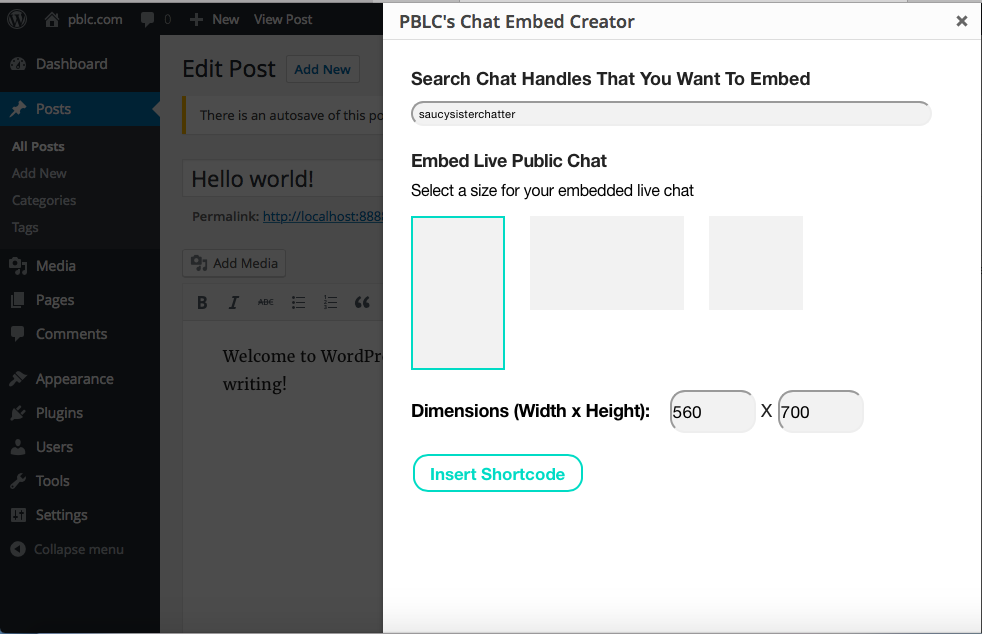 pblc.com 0 New View Post
PBLC's Chat Embed Creator ×
Dashboard
Posts
All Posts
Add New
Categories
Tags
Media
Pages
Comments
Appearance
Plugins
Users
Tools
Settings
Collapse menu
Edit Post Add New
There is an autosave of this po
Hello world!
Permalink: http://localhost:888
Add Media
B I ABC
Welcome to WordPr
writing!
Search Chat Handles That You Want To Embed
saucysisterchatter
Embed Live Public Chat
Select a size for your embedded live chat
Dimensions (Width x Height): 560 X 700
Insert Shortcode